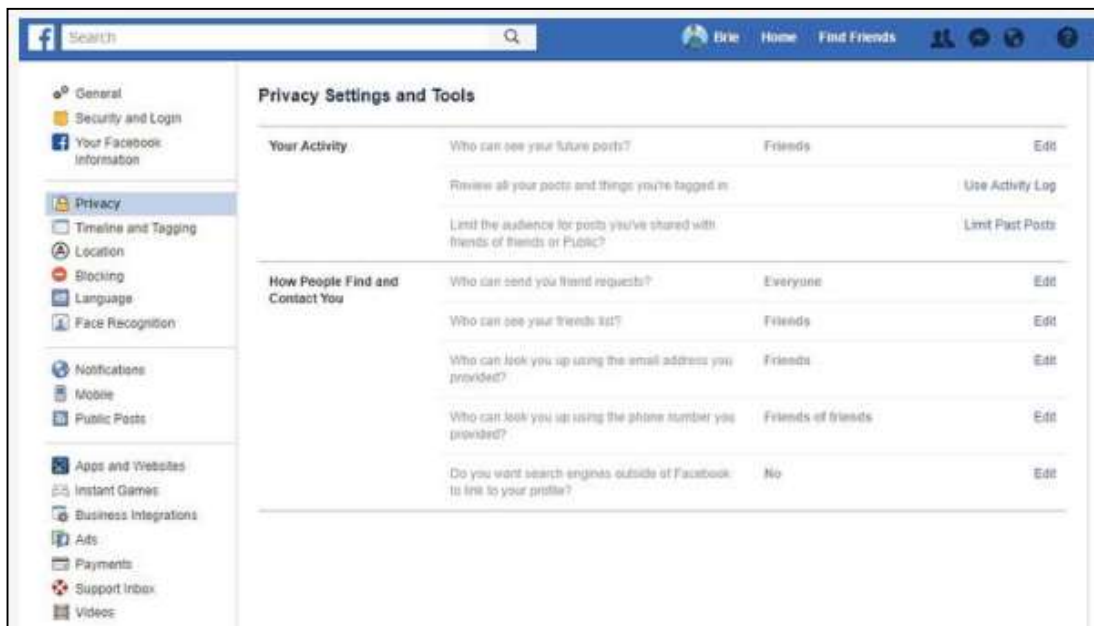 f Search
Brie Home Find Friends
General
Security and Login
Your Facebook
Information
Privacy
Timeline and Tagging
Location
Blocking
Language
Face Recognition
Notifications
Mobile
Public Posts
Apps and Websites
Instant Games
Business Integrations
Ads
Payments
Support Inbox
Videos
Privacy Settings and Tools
Your Activity Who can see your future posts? Friends Edit
Review all your posts and things you're tagged in Use Activity Log
Limit the audience for posts you've shared with
friends of friends or Public? Limit Past Posts
How People Find and
Contact You
Who can send you friend requests? Everyone Edit
Who can see your friends list? Friends Edit
Who can look you up using the email address you
provided? Friends Edit
Who can look you up using the phone number you
provided? Friends of friends Edit
Do you want search engines outside of Facebook
to link to your profile? No Edit